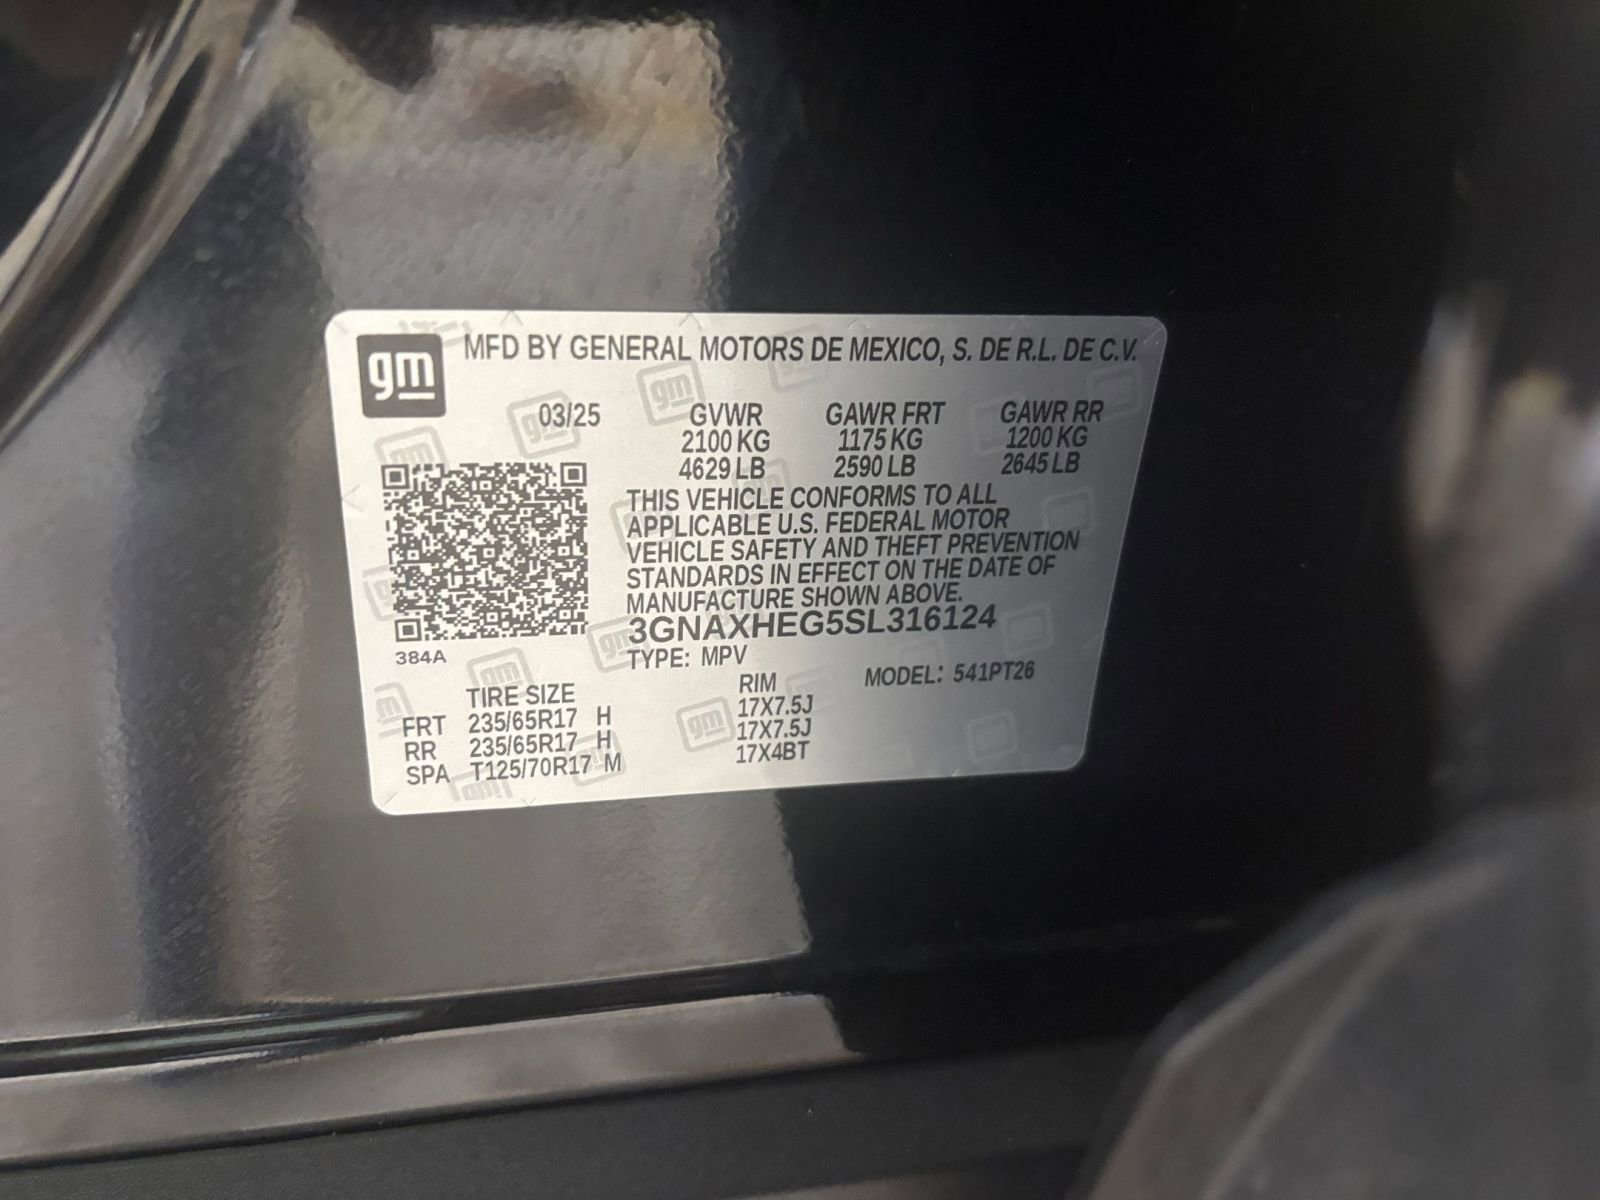 gm MFD BY GENERAL MOTORS DE MEXICO, S. DE R.L. DE C.V.
03/25 GVWR GAWR FRT GAWR RR
2100 KG 1175 KG 1200 KG
4629 LB 2590 LB 2645 LB
THIS VEHICLE CONFORMS TO ALL
APPLICABLE U.S. FEDERAL MOTOR
VEHICLE SAFETY AND THEFT PREVENTION
STANDARDS IN EFFECT ON THE DATE OF
MANUFACTURE SHOWN ABOVE.
3GNAXHEG5SL316124
384A
TYPE: MPV MODEL: 541PT26
TIRE SIZE RIM
FRT 235/65R17 H 17X7.5J
RR 235/65R17 H 17X7.5J
SPA T125/70R17 M 17X4BT